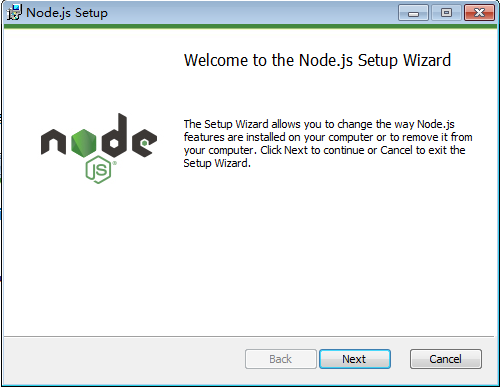 Node.js Setup
Welcome to the Node.js Setup Wizard
The Setup Wizard allows you to change the way Node.js
features are installed on your computer or to remove it from
your computer. Click Next to continue or Cancel to exit the
Setup Wizard.
node
JS®
Back
Next
Cancel